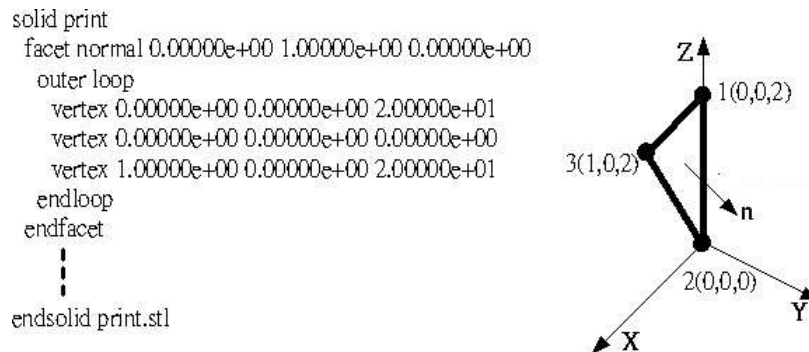 solid print
facet normal 0.00000e+00 1.00000e+00 0.00000e+00
outer loop
vertex 0.00000e+00 0.00000e+00 2.00000e+01
vertex 0.00000e+00 0.00000e+00 0.00000e+00
vertex 1.00000e+00 0.00000e+00 2.00000e+01
endloop
endfacet
endsolid print.stl
Z
1(0,0,2)
3(1,0,2)
n
2(0,0,0)
Y
X